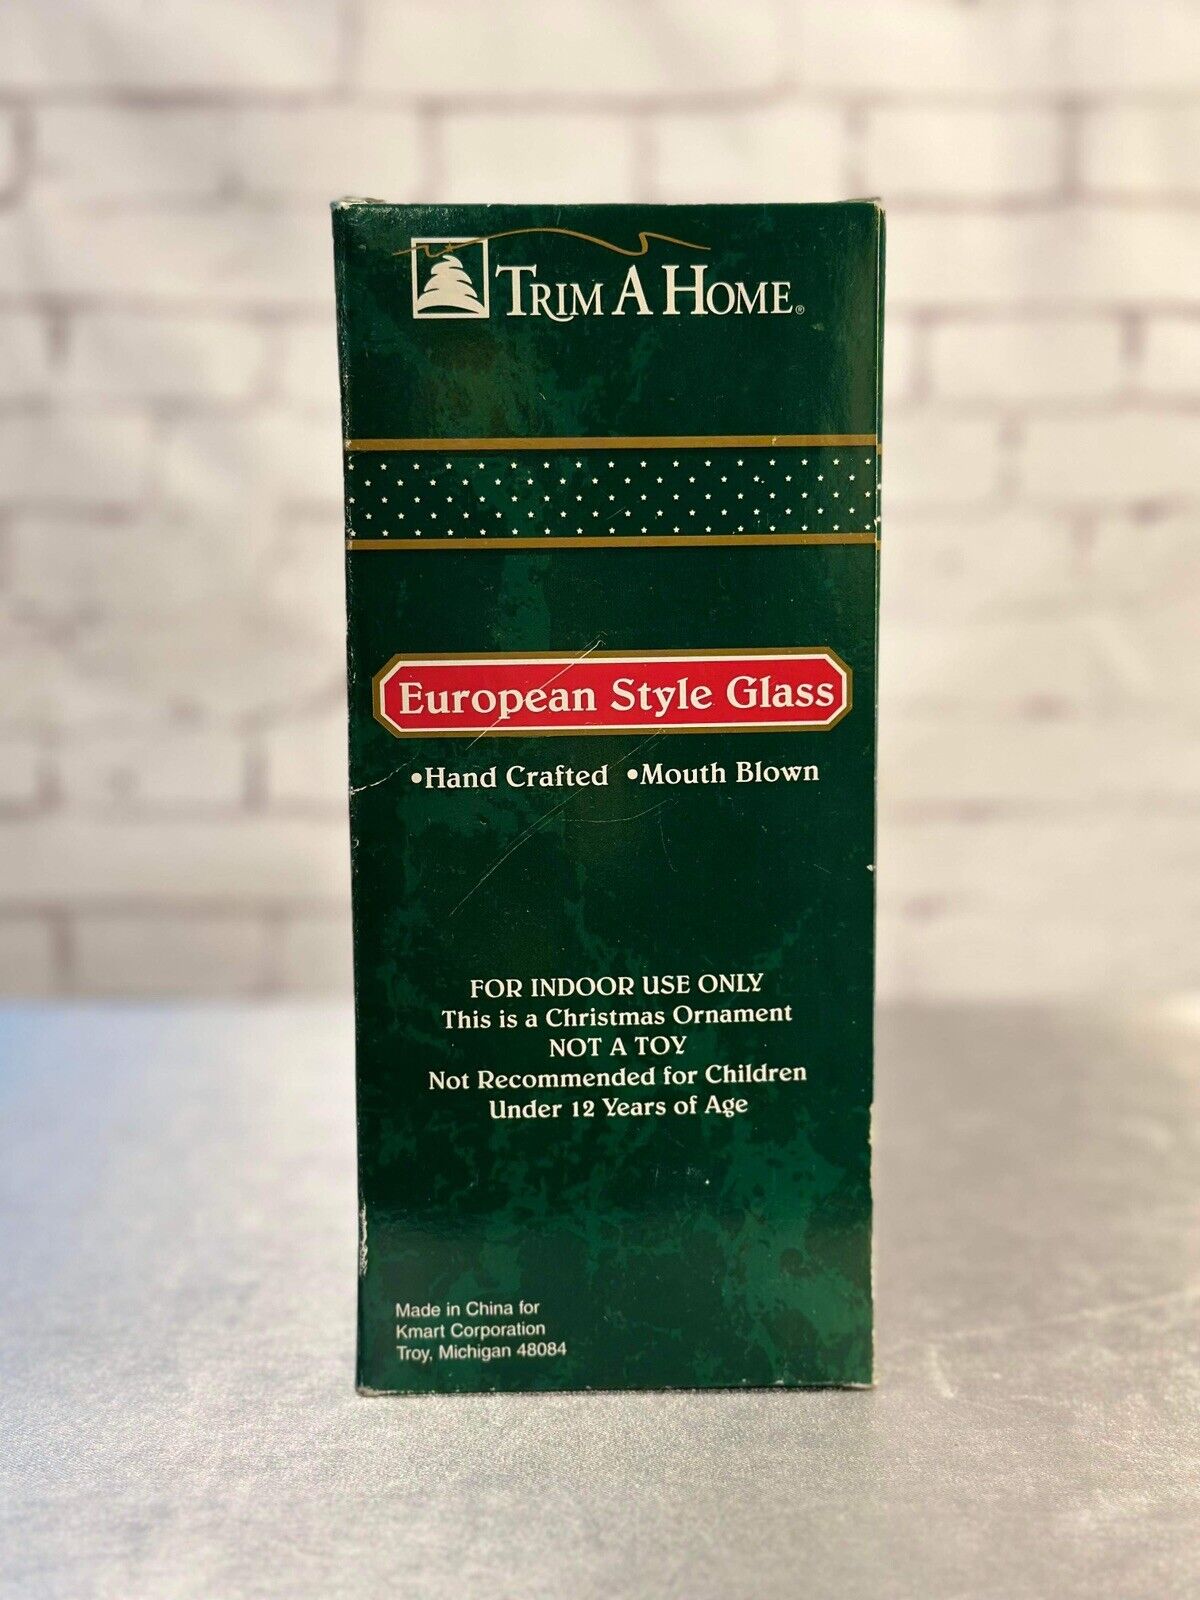 TRIM A HOME®
European Style Glass
•Hand Crafted •Mouth Blown
FOR INDOOR USE ONLY
This is a Christmas Ornament
NOT A TOY
Not Recommended for Children
Under 12 Years of Age
Made in China for
Kmart Corporation
Troy, Michigan 48084